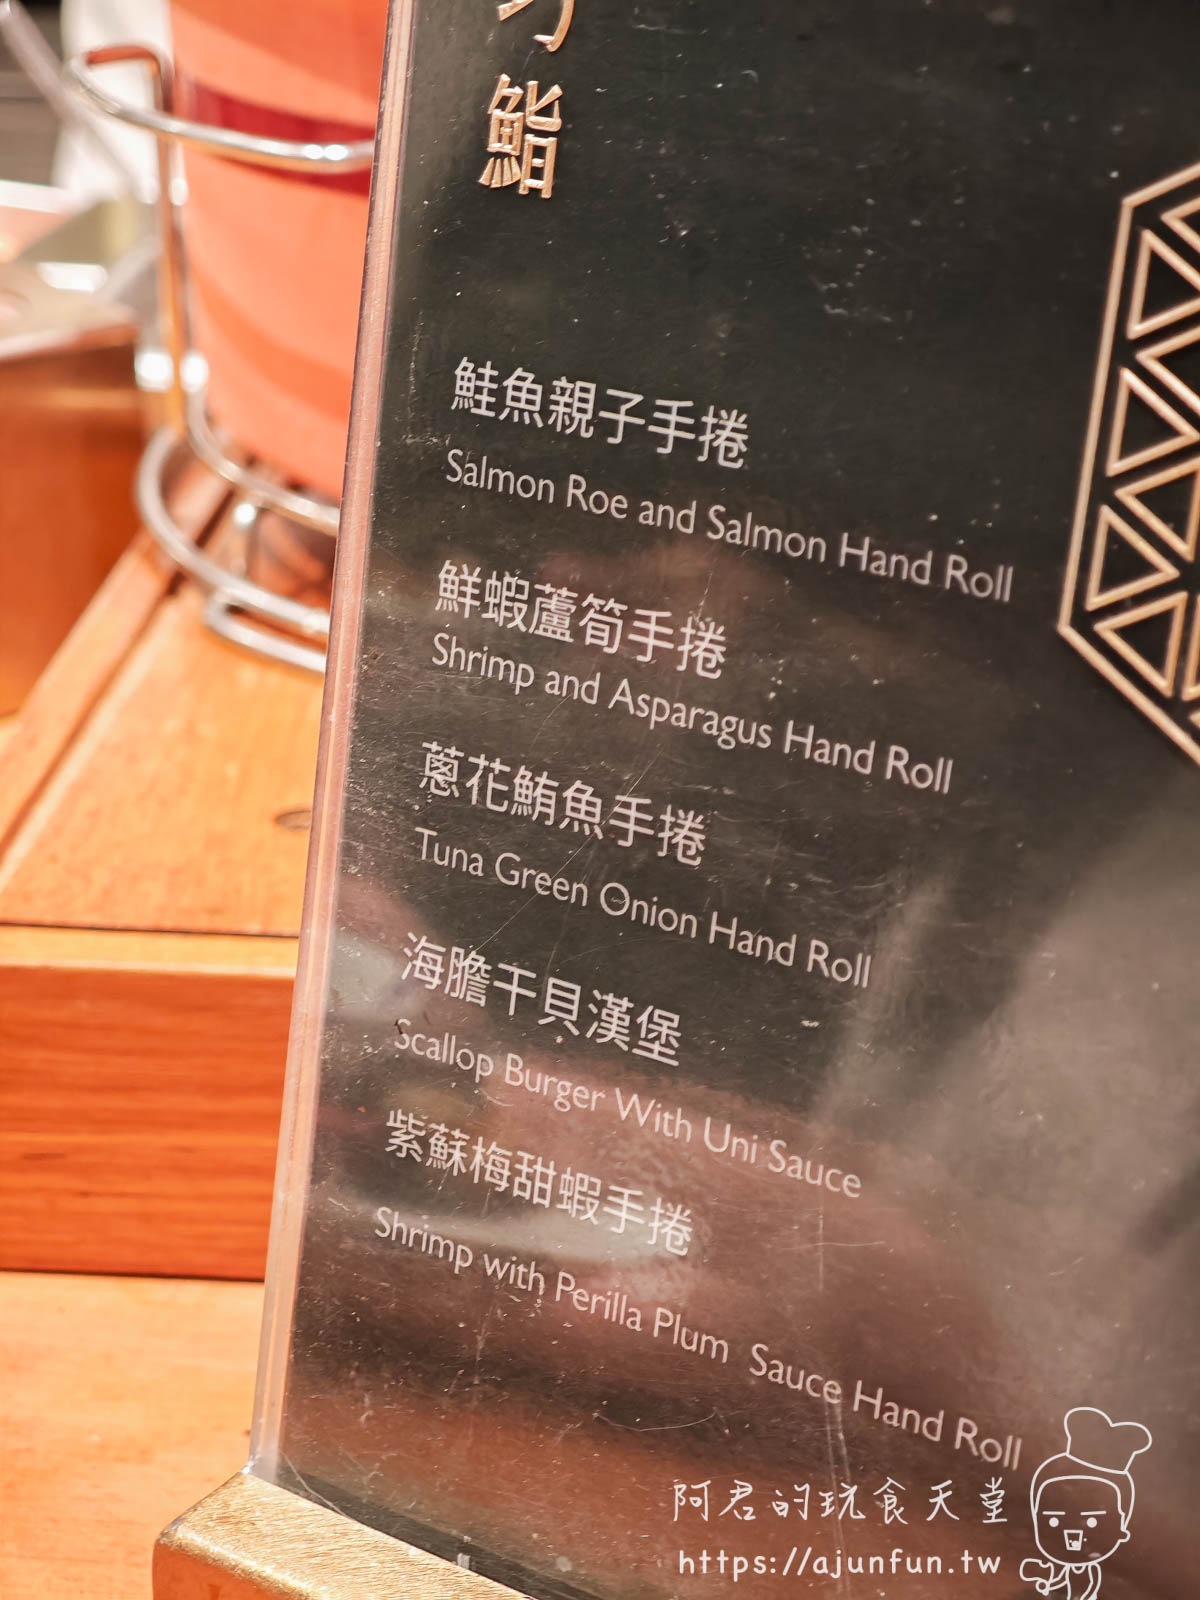 鮨
鮭魚親子手捲
Salmon Roe and Salmon Hand Roll
鮮蝦蘆筍手捲
Shrimp and Asparagus Hand Roll
蔥花鮪魚手捲
Tuna Green Onion Hand Roll
海膽干貝漢堡
Scallop Burger With Uni Sauce
紫蘇梅甜蝦手捲
Shrimp with Perilla Plum Sauce Hand Roll
阿君的玩食天堂
https://ajunfun.tw